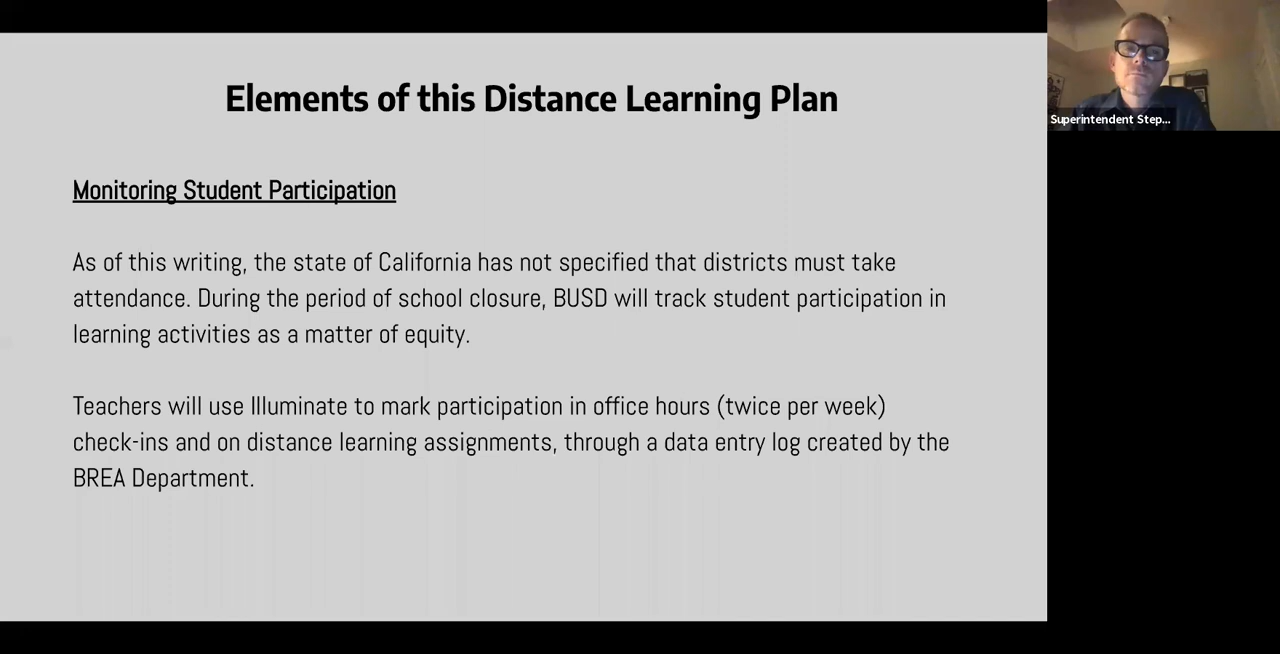 Elements of this Distance Learning Plan
Superintendent Step...
Monitoring Student Participation
As of this writing, the state of California has not specified that districts must take
attendance. During the period of school closure, BUSD will track student participation in
learning activities as a matter of equity.
Teachers will use Illuminate to mark participation in office hours (twice per week)
check-ins and on distance learning assignments, through a data entry log created by the
BREA Department.